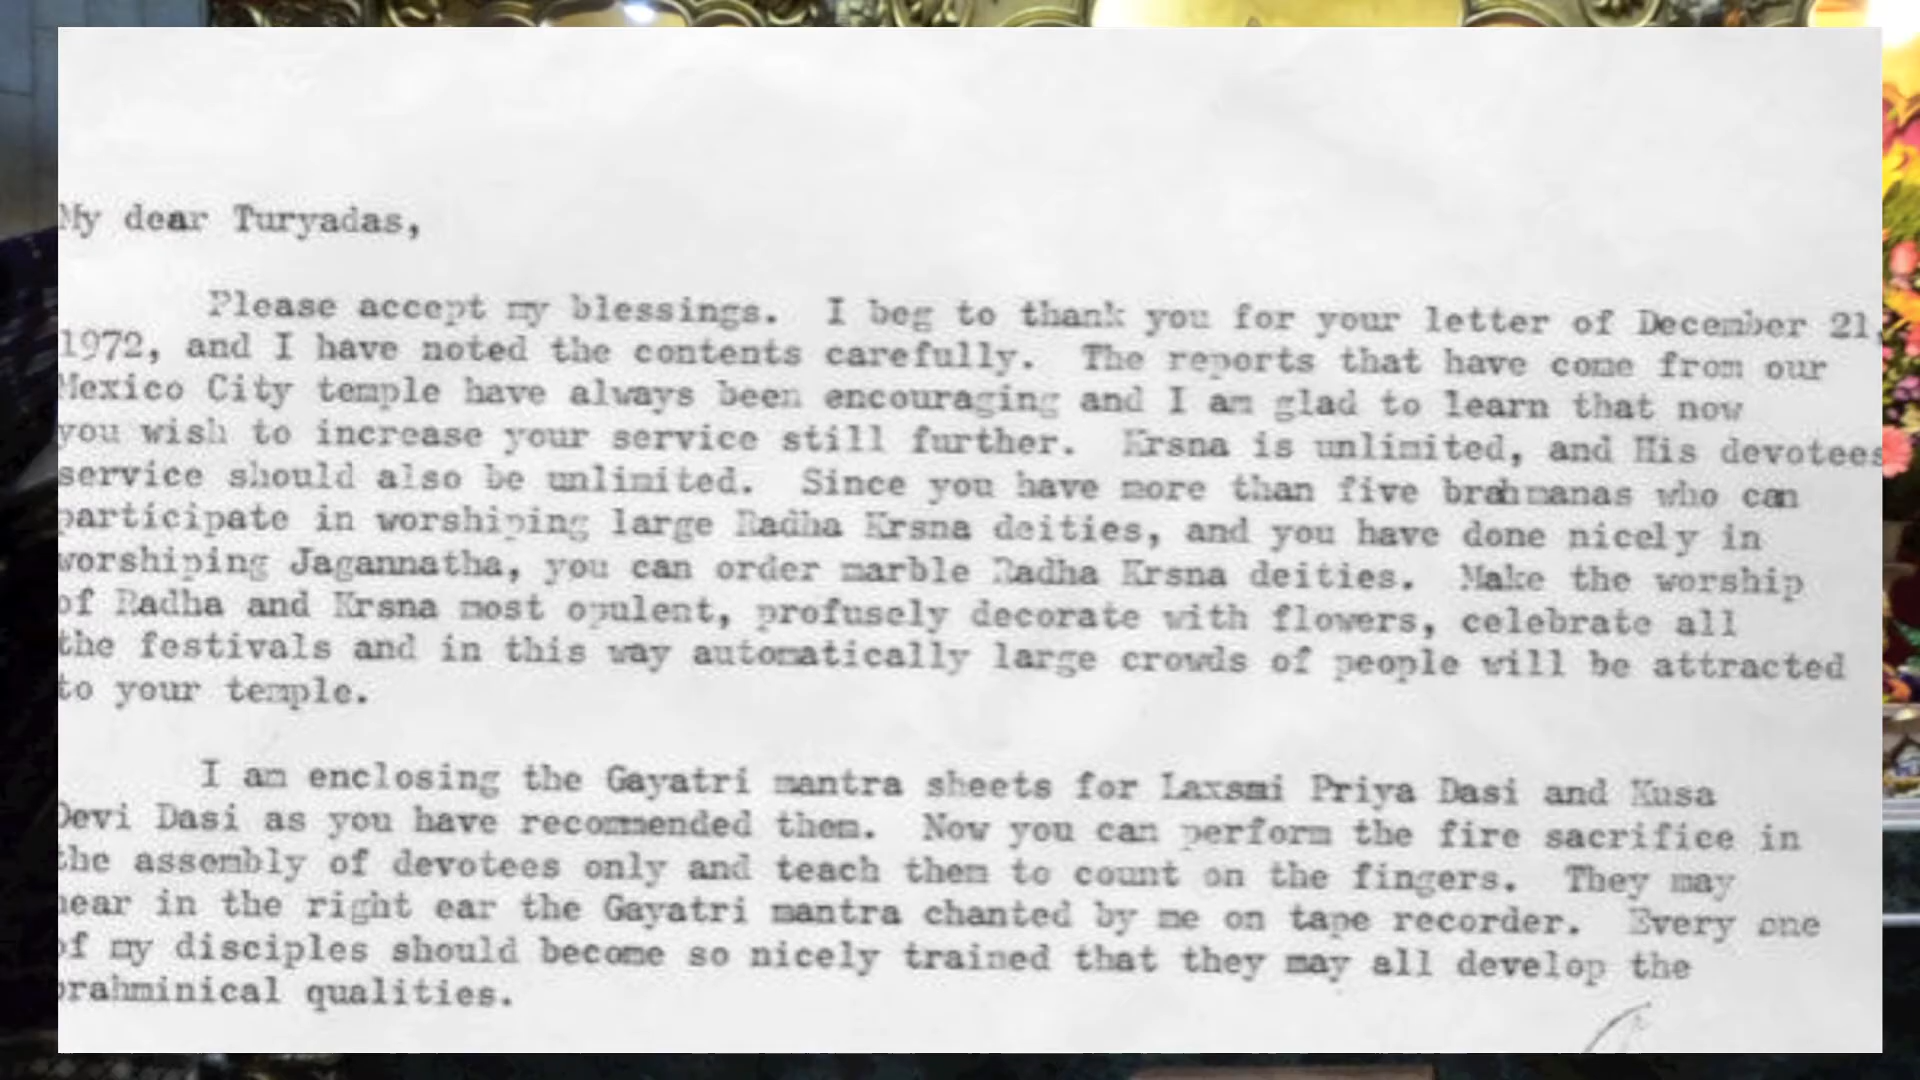 My dear Turyadas,
Please accept my blessings. I beg to thank you for your letter of December 21,
1972, and I have noted the contents carefully. The reports that have come from our
Mexico City temple have always been encouraging and I am glad to learn that now
you wish to increase your service still further. Krsna is unlimited, and His devotees
service should also be unlimited. Since you have more than five brahmanas who can
participate in worshiping large Radha Krsna deities, and you have done nicely in
worshiping Jagannatha, you can order marble Radha Krsna deities. Make the worship
of Radha and Krsna most opulent, profusely decorate with flowers, celebrate all
the festivals and in this way automatically large crowds of people will be attracted
to your temple.
I am enclosing the Gayatri mantra sheets for Laxsmi Priya Dasi and Kusa
Devi Dasi as you have recommended them. Now you can perform the fire sacrifice in
the assembly of devotees only and teach them to count on the fingers. They may
hear in the right ear the Gayatri mantra chanted by me on tape recorder. Every one
of my disciples should become so nicely trained that they may all develop the
brahminical qualities.